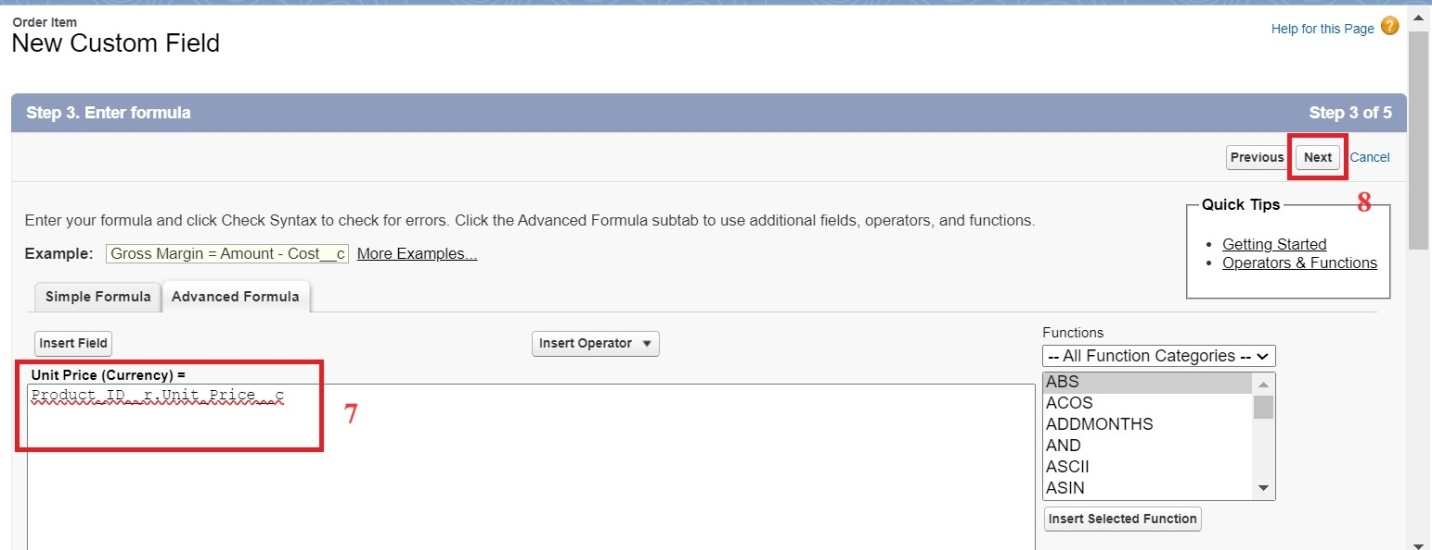 Order Item
New Custom Field
Help for this Page ?
Step 3. Enter formula
Step 3 of 5
Previous Next Cancel
8
Enter your formula and click Check Syntax to check for errors. Click the Advanced Formula subtab to use additional fields, operators, and functions.
Example: Gross Margin = Amount - Cost__c More Examples...
Quick Tips
• Getting Started
• Operators & Functions
Simple Formula Advanced Formula
Insert Field Insert Operator
Functions
-- All Function Categories --
Unit Price (Currency) =
Product_ID__r.Unit_Price__c
7
ABS
ACOS
ADDMONTHS
AND
ASCII
ASIN
Insert Selected Function